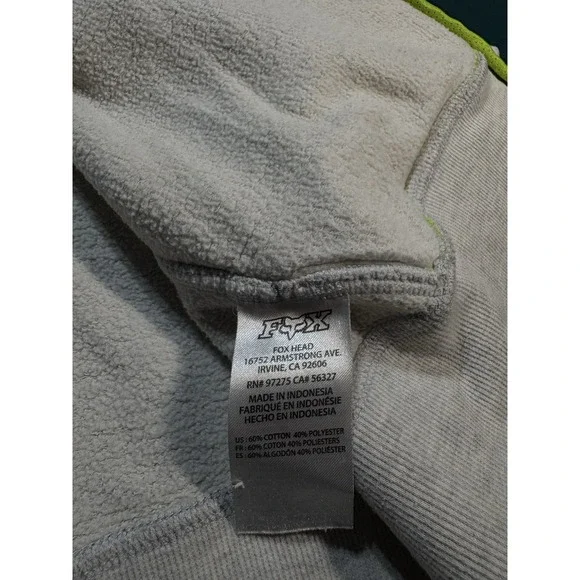 FOX
FOX HEAD
16752 ARMSTRONG AVE.
IRVINE, CA 92606
RN# 97275 CA# 56327
MADE IN INDONESIA
FABRIQUÉ EN INDONÉSIE
HECHO EN INDONESIA
US : 60% COTTON 40% POLYESTER
FR : 60% COTON 40% POLIESTERS
ES : 60% ALGODÓN 40% POLIÉSTER